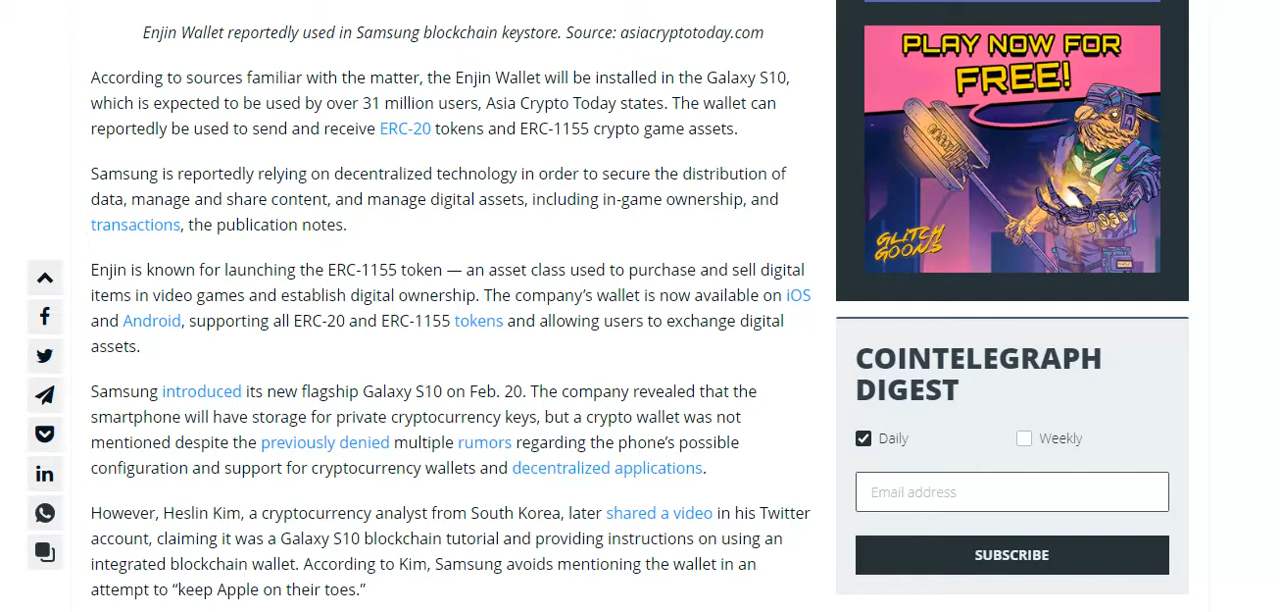 Enjin Wallet reportedly used in Samsung blockchain keystore. Source: asiacryptotoday.com
According to sources familiar with the matter, the Enjin Wallet will be installed in the Galaxy S10,
which is expected to be used by over 31 million users, Asia Crypto Today states. The wallet can
reportedly be used to send and receive ERC-20 tokens and ERC-1155 crypto game assets.
Samsung is reportedly relying on decentralized technology in order to secure the distribution of
data, manage and share content, and manage digital assets, including in-game ownership, and
transactions, the publication notes.
Enjin is known for launching the ERC-1155 token — an asset class used to purchase and sell digital
items in video games and establish digital ownership. The company’s wallet is now available on iOS
and Android, supporting all ERC-20 and ERC-1155 tokens and allowing users to exchange digital
assets.
Samsung introduced its new flagship Galaxy S10 on Feb. 20. The company revealed that the
smartphone will have storage for private cryptocurrency keys, but a crypto wallet was not
mentioned despite the previously denied multiple rumors regarding the phone’s possible
configuration and support for cryptocurrency wallets and decentralized applications.
However, Heslin Kim, a cryptocurrency analyst from South Korea, later shared a video in his Twitter
account, claiming it was a Galaxy S10 blockchain tutorial and providing instructions on using an
integrated blockchain wallet. According to Kim, Samsung avoids mentioning the wallet in an
attempt to “keep Apple on their toes.”
PLAY NOW FOR
FREE!
GLITCH
GOONS
COINTELEGRAPH
DIGEST
Daily
Weekly
Email address
SUBSCRIBE